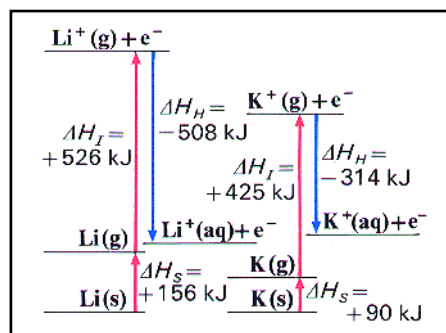 Li⁺(g) + e⁻
ΔH_H =
−508 kJ
ΔH_I =
+526 kJ
Li(g)
Li⁺(aq) + e⁻
ΔH_S =
+156 kJ
Li(s)
K⁺(g) + e⁻
ΔH_H =
−314 kJ
ΔH_I =
+425 kJ
K⁺(aq) + e⁻
K(g)
ΔH_S =
+90 kJ
K(s)